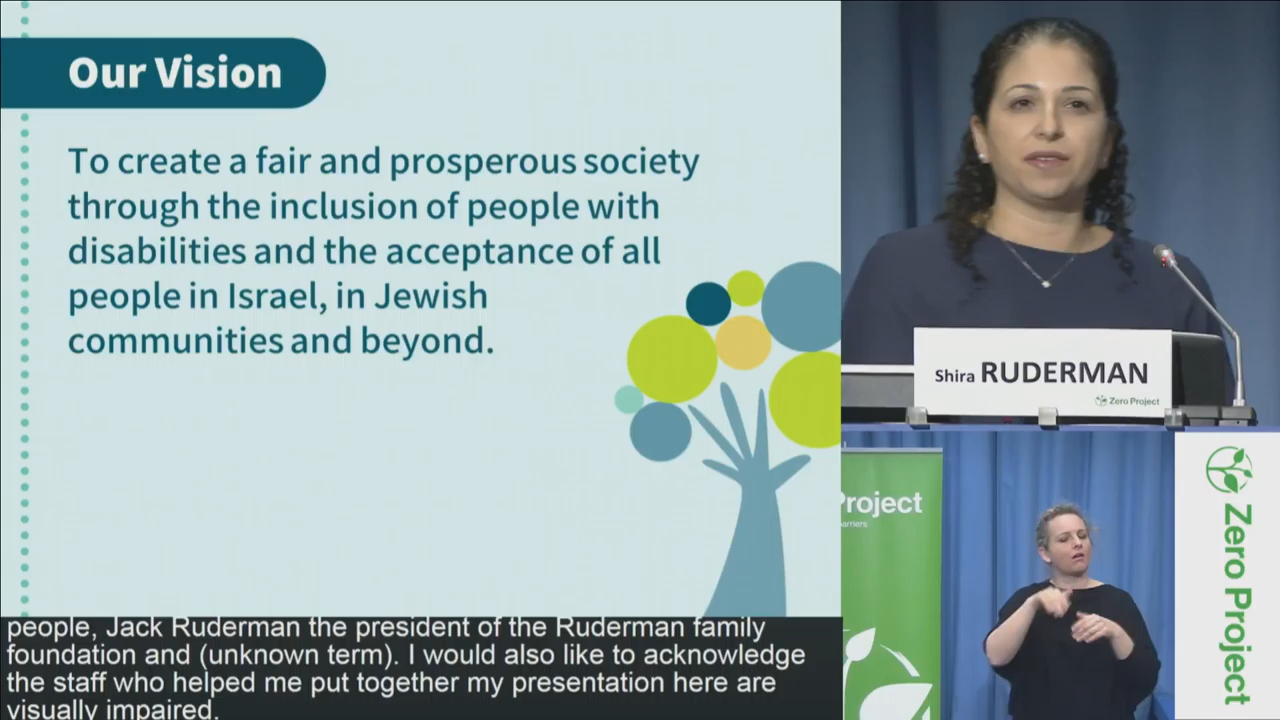 Our Vision
To create a fair and prosperous society
through the inclusion of people with
disabilities and the acceptance of all
people in Israel, in Jewish
communities and beyond.
people, Jack Ruderman the president of the Ruderman family
foundation and (unknown term). I would also like to acknowledge
the staff who helped me put together my presentation here are
visually impaired.
Shira RUDERMAN
Zero Project
Project
arriers
Zero Project